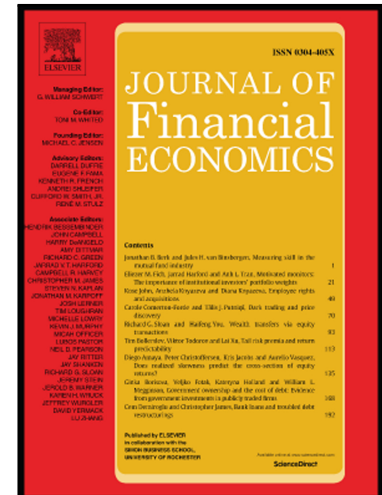 ELSEVIER
Managing Editor:
G. WILLIAM SCHWERT
Co-Editor:
TONI M. WHITED
Founding Editor:
MICHAEL C. JENSEN
Advisory Editors:
DARRELL DUFFIE
EUGENE F. FAMA
KENNETH R. FRENCH
ANDREI SHLEIFER
CLIFFORD W. SMITH, JR.
RENÉ M. STULZ
Associate Editors:
HENDRIK BESSEMBINDER
JOHN CAMPBELL
HARRY DeANGELO
AMY DITTMAR
RICHARD C. GREEN
JARRAD V.T. HARFORD
CAMPBELL R. HARVEY
CHRISTOPHER M. JAMES
STEVEN N. KAPLAN
JONATHAN M. KARPOFF
JOSH LERNER
TIM LOUGHRAN
MICHELLE LOWRY
KEVIN J. MURPHY
MICAH OFFICER
LUBOS PASTOR
NEIL D. PEARSON
JAY RITTER
JAY SHANKEN
RICHARD G. SLOAN
JEREMY STEIN
JEROLD B. WARNER
KAREN H. WRUCK
JEFFREY WURGLER
DAVID YERMACK
LU ZHANG
ISSN 0304-405X
JOURNAL OF
Financial
ECONOMICS
Contents
Jonathan B. Berk and Jules H. van Binsbergen, Measuring skill in the
mutual fund industry 1
Eliezer M. Fich, Jarrad Harford and Anh L. Tran, Motivated monitors:
The importance of institutional investors' portfolio weights 21
Kose John, Anzhela Knyazeva and Diana Knyazeva, Employee rights
and acquisitions 49
Carole Comerton-Forde and Tālis J. Putniņš, Dark trading and price
discovery 70
Richard G. Sloan and Haifeng You, Wealth transfers via equity
transactions 93
Tim Bollerslev, Viktor Todorov and Lai Xu, Tail risk premia and return
predictability 113
Diego Amaya, Peter Christoffersen, Kris Jacobs and Aurelio Vasquez,
Does realized skewness predict the cross-section of equity
returns? 135
Ginka Borisova, Veljko Fotak, Kateryna Holland and William L.
Megginson, Government ownership and the cost of debt: Evidence
from government investments in publicly traded firms 168
Cem Demiroglu and Christopher James, Bank loans and troubled debt
restructurings 192
Published by ELSEVIER
in collaboration with the
SIMON BUSINESS SCHOOL,
UNIVERSITY OF ROCHESTER
Available online at www.sciencedirect.com
ScienceDirect